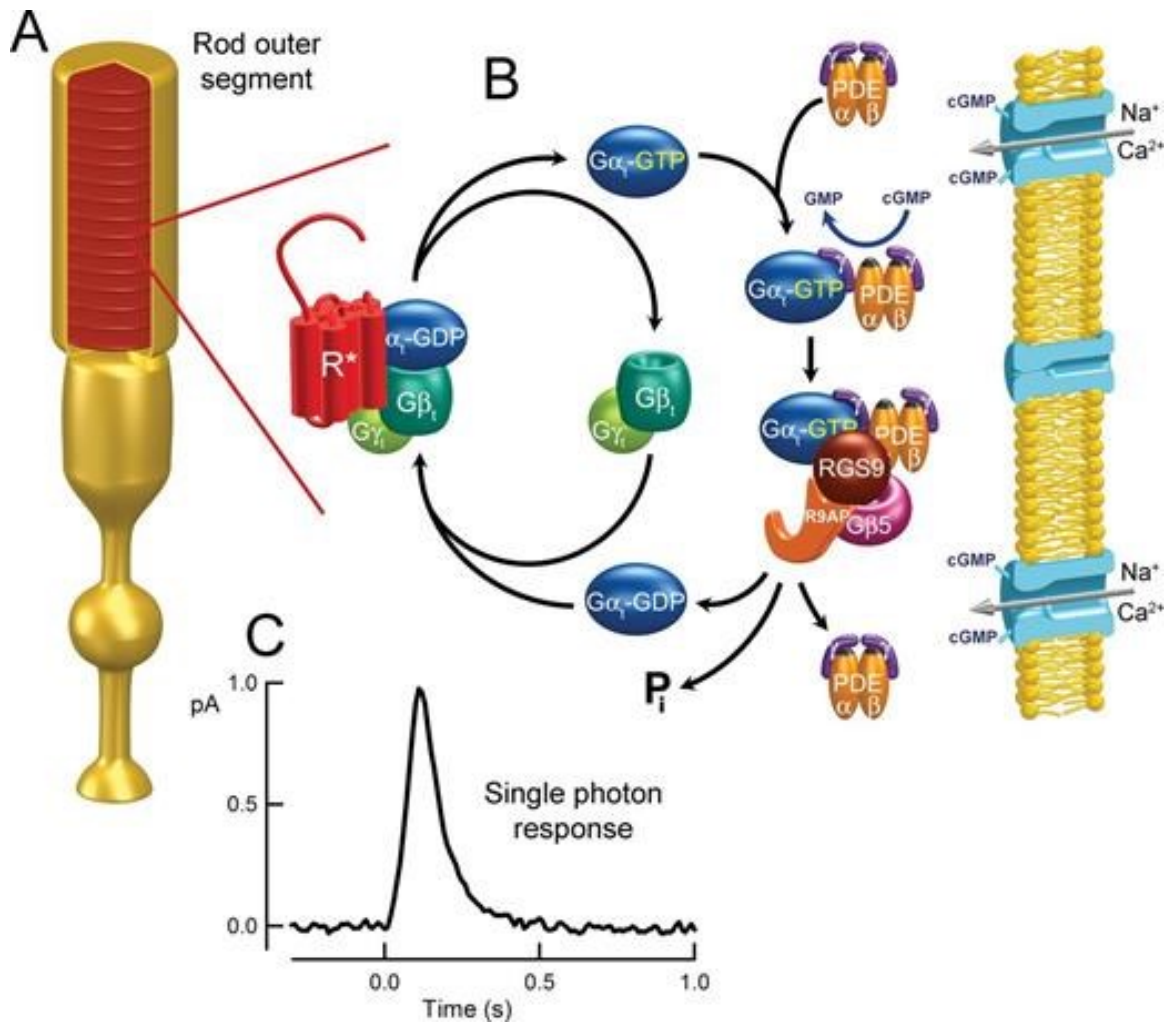 A
Rod outer
segment
B
PDE
α β
Gαt-GTP
cGMP
Na⁺
Ca²⁺
cGMP
GMP cGMP
Gαt-GTP
PDE
α β
R*
αt-GDP
Gβt
Gγt
Gβt
Gγt
Gαt-GTP
PDE
β
RGS9
R9AP
Gβ5
Gαt-GDP
Pi
PDE
α β
cGMP
Na⁺
Ca²⁺
cGMP
C
pA
1.0
0.5
0.0
Single photon
response
0.0 0.5 1.0
Time (s)